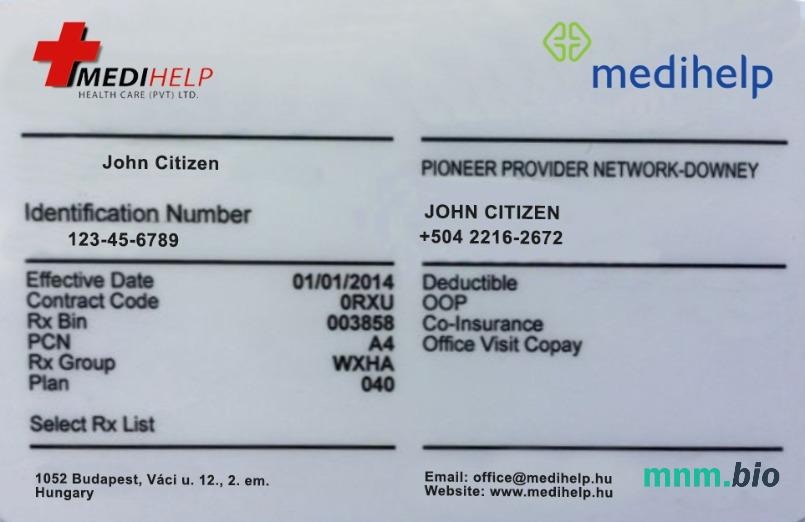 MEDIHELP
HEALTH CARE (PVT) LTD.
medihelp
John Citizen
PIONEER PROVIDER NETWORK-DOWNEY
Identification Number
123-45-6789
JOHN CITIZEN
+504 2216-2672
Effective Date 01/01/2014
Contract Code 0RXU
Rx Bin 003858
PCN A4
Rx Group WXHA
Plan 040
Select Rx List
Deductible
OOP
Co-Insurance
Office Visit Copay
1052 Budapest, Váci u. 12., 2. em.
Hungary
Email: office@medihelp.hu
Website: www.medihelp.hu
mnm.bio